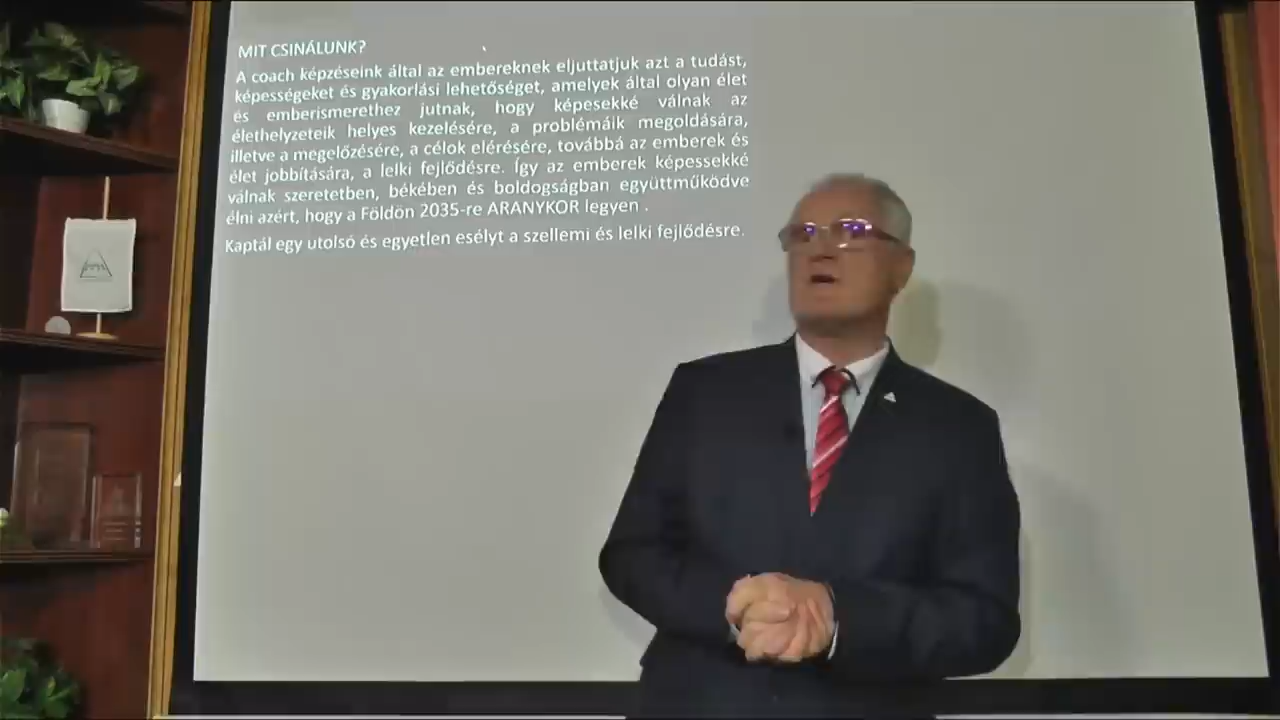 MIT CSINÁLUNK?
A coach képzéseink által az embereknek eljuttatjuk azt a tudást,
képességeket és gyakorlási lehetőséget, amelyek által olyan élet
és emberismerethez jutnak, hogy képesekké válnak az
élethelyzeteik helyes kezelésére, a problémáik megoldására,
illetve a megelőzésére, a célok elérésére, továbbá az emberek és
élet jobbítására, a lelki fejlődésre. Így az emberek képessekké
válnak szeretetben, békében és boldogságban együttműködve
élni azért, hogy a Földön 2035-re ARANYKOR legyen .
Kaptál egy utolsó és egyetlen esélyt a szellemi és lelki fejlődésre.